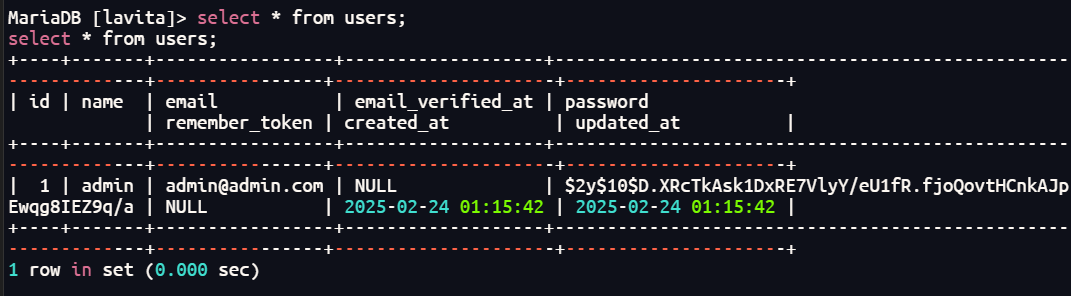 MariaDB [lavita]> select * from users;
select * from users;
+----+-------+-----------------+--------------------+-------------------------------------------------
-------------+----------------+---------------------+---------------------+
| id | name  | email           | email_verified_at | password
             | remember_token | created_at          | updated_at          |
+----+-------+-----------------+--------------------+-------------------------------------------------
-------------+----------------+---------------------+---------------------+
|  1 | admin | admin@admin.com | NULL              | $2y$10$D.XRcTkAsk1DxRE7VlyY/eU1fR.fjoQovtHCnkAJp
Ewqg8IEZ9q/a | NULL           | 2025-02-24 01:15:42 | 2025-02-24 01:15:42 |
+----+-------+-----------------+--------------------+-------------------------------------------------
-------------+----------------+---------------------+---------------------+
1 row in set (0.000 sec)